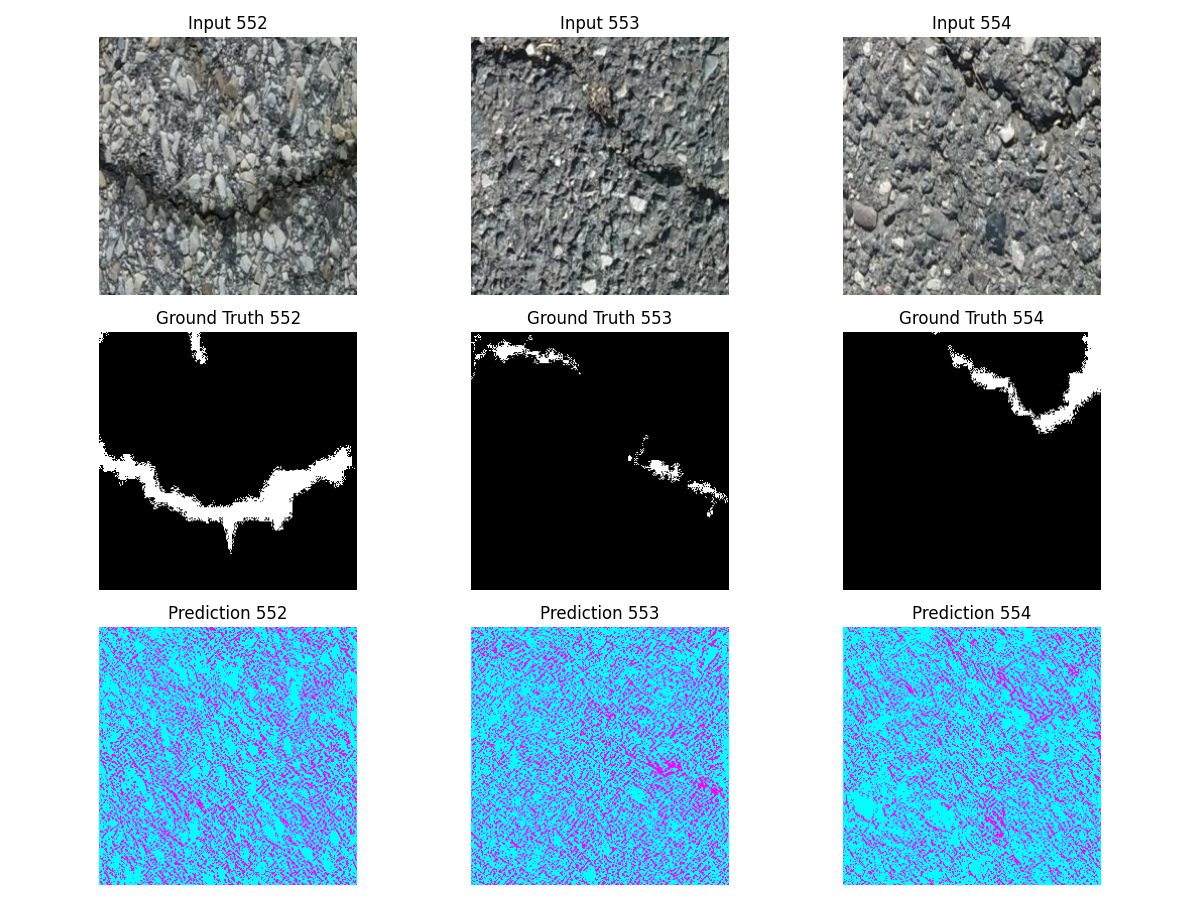 Input 552
Input 553
Input 554
Ground Truth 552
Ground Truth 553
Ground Truth 554
Prediction 552
Prediction 553
Prediction 554